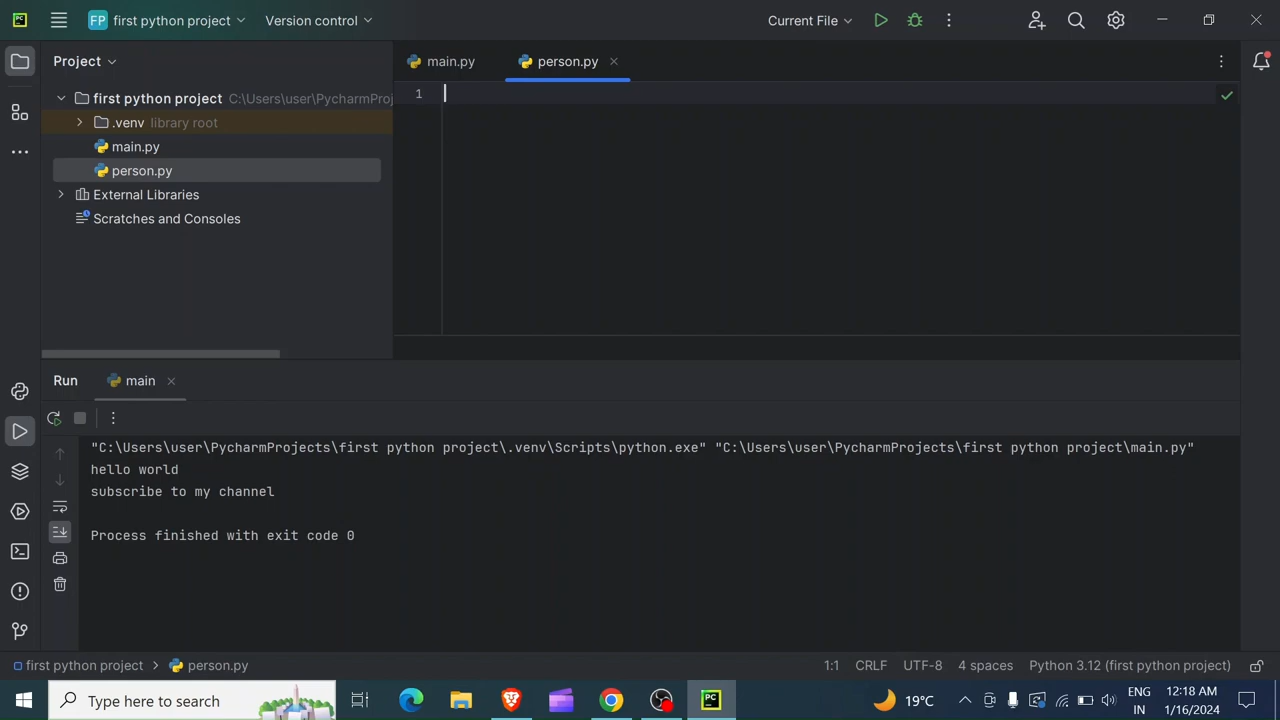 FP first python project Version control Current File
Project main.py person.py
first python project C:\Users\user\PycharmProj
1
.venv library root
main.py
person.py
External Libraries
Scratches and Consoles
Run main
"C:\Users\user\PycharmProjects\first python project\.venv\Scripts\python.exe" "C:\Users\user\PycharmProjects\first python project\main.py"
hello world
subscribe to my channel
Process finished with exit code 0
first python project > person.py 1:1 CRLF UTF-8 4 spaces Python 3.12 (first python project)
Type here to search PC 19°C ENG IN 12:18 AM 1/16/2024